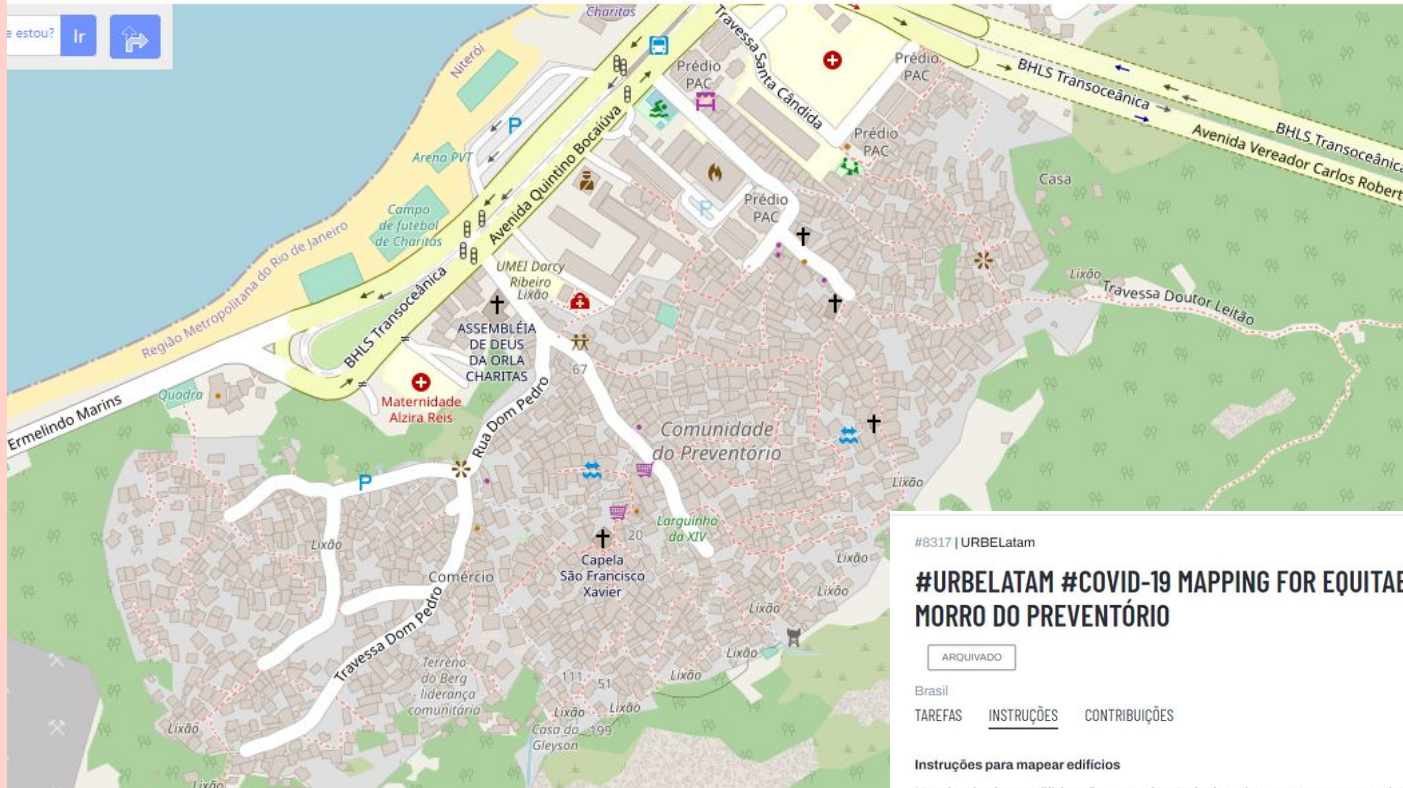 e estou?
Ir
Charitas
Niterói
Travessa Santa Cândida
Prédio
PAC
Prédio
PAC
BHLS Transoceânica
BHLS Transoceânica
Avenida Vereador Carlos Robert
P
Arena PVT
Avenida Quintino Bocaiúva
Prédio
PAC
Casa
Campo
de futebol
de Charitas
P
Prédio
PAC
Região Metropolitana do Rio de Janeiro
UMEI Darcy
Ribeiro
Lixão
Lixão
Travessa Doutor Leitão
BHLS Transoceânica
ASSEMBLÉIA
DE DEUS
DA ORLA
CHARITAS
67
Quadra
Maternidade
Alzira Reis
Ermelindo Marins
Rua Dom Pedro
Comunidade
do Preventório
P
Lixão
Larguinho
da XIV
20
Lixão
Capela
São Francisco
Xavier
Lixão
Comércio
Lixão
Lixão
Travessa Dom Pedro
Lixão
Terreno
do Berg
liderança
comunitária
111
51
Lixão
Lixão
Lixão
Casa do
Gleyson
199
Lixão
Lixão
#8317 | URBELatam
#URBELATAM #COVID-19 MAPPING FOR EQUITAB
MORRO DO PREVENTÓRIO
ARQUIVADO
Brasil
TAREFAS INSTRUÇÕES CONTRIBUIÇÕES
Instruções para mapear edifícios